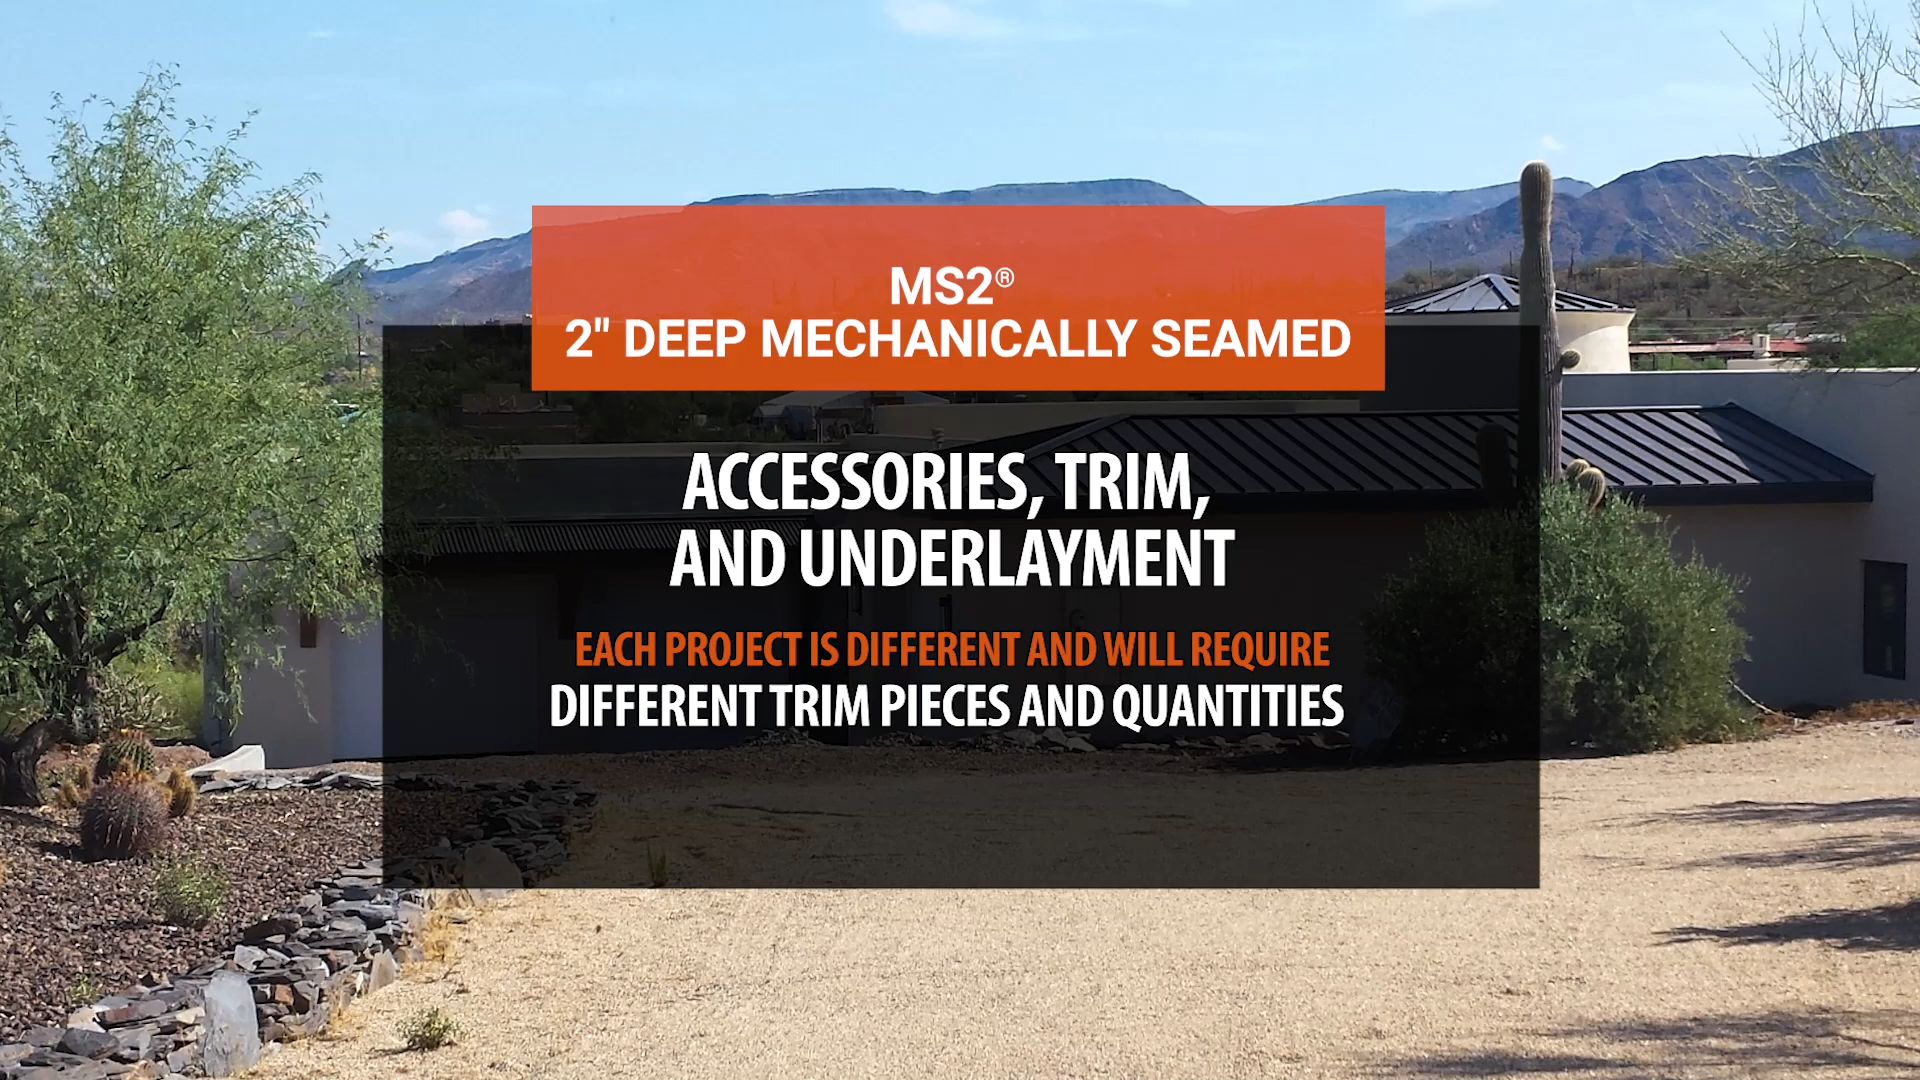 MS2®
2" DEEP MECHANICALLY SEAMED
ACCESSORIES, TRIM,
AND UNDERLAYMENT
EACH PROJECT IS DIFFERENT AND WILL REQUIRE
DIFFERENT TRIM PIECES AND QUANTITIES